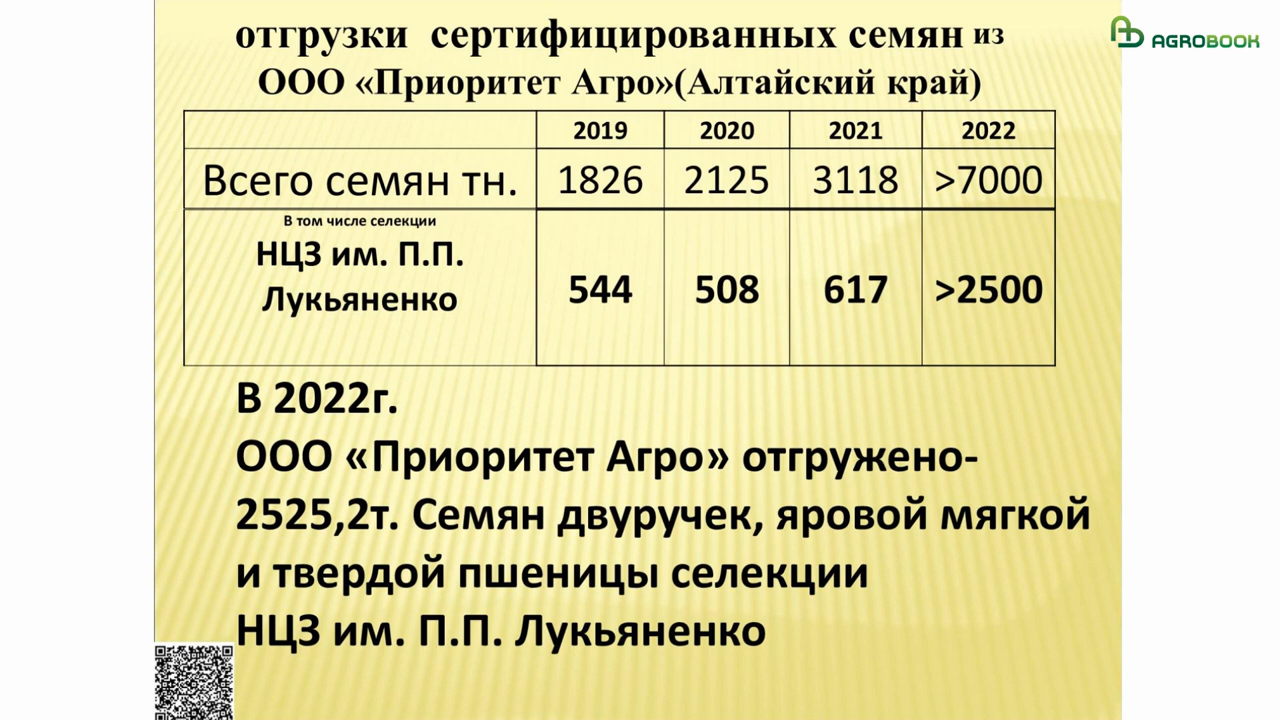 отгрузки сертифицированных семян из
ООО «Приоритет Агро»(Алтайский край)
AGROBOOK
2019 2020 2021 2022
Всего семян тн. 1826 2125 3118 >7000
В том числе селекции
НЦЗ им. П.П.
Лукьяненко
544 508 617 >2500
В 2022г.
ООО «Приоритет Агро» отгружено-
2525,2т. Семян двуручек, яровой мягкой
и твердой пшеницы селекции
НЦЗ им. П.П. Лукьяненко